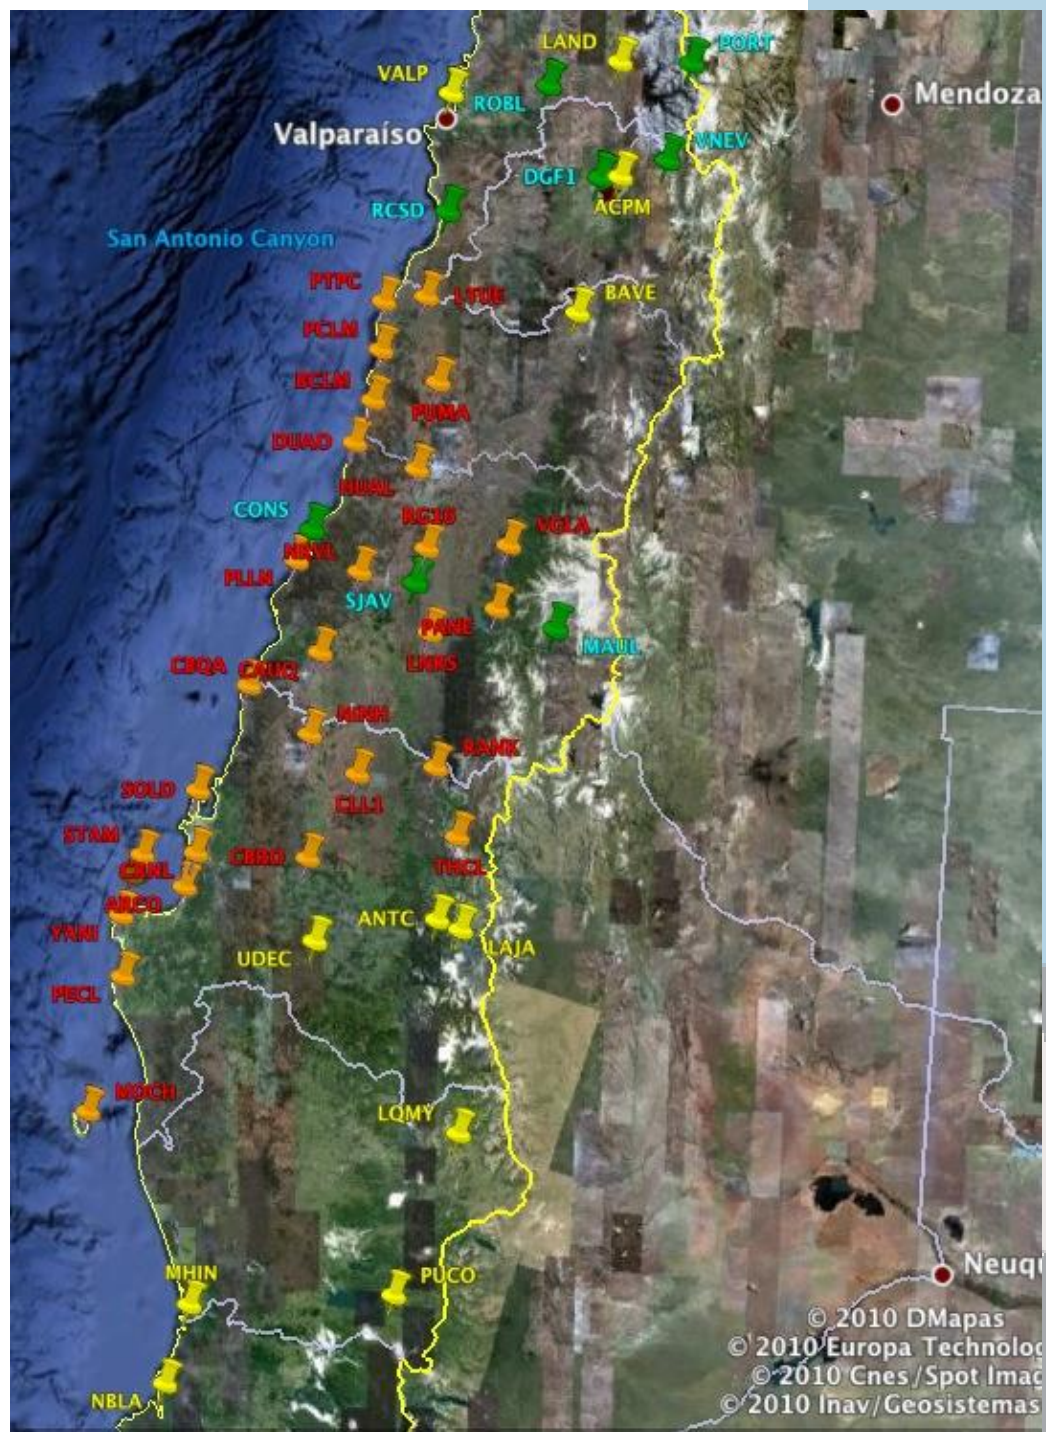 LAND
PORT
VALP
Mendoza
ROBL
Valparaíso
VNEV
DGF1
ACPM
RCSD
San Antonio Canyon
PTPC
LTUE
BAVE
PCLM
BCLM
PUMA
DUAO
HUAL
CONS
RG16
VGLA
NRVL
PLLN
SJAV
PANE
LNRS
MAUL
CBQA
CAUQ
NINH
RANK
SOLD
CLL1
STAM
CRNL
CBRO
THCL
ARCO
ANTC
YANI
LAJA
UDEC
PECL
MOCH
LQMY
MHIN
PUCO
Neuqu
© 2010 DMapas
© 2010 Europa Technolog
© 2010 Cnes/Spot Imag
© 2010 Inav/Geosistemas
NBLA